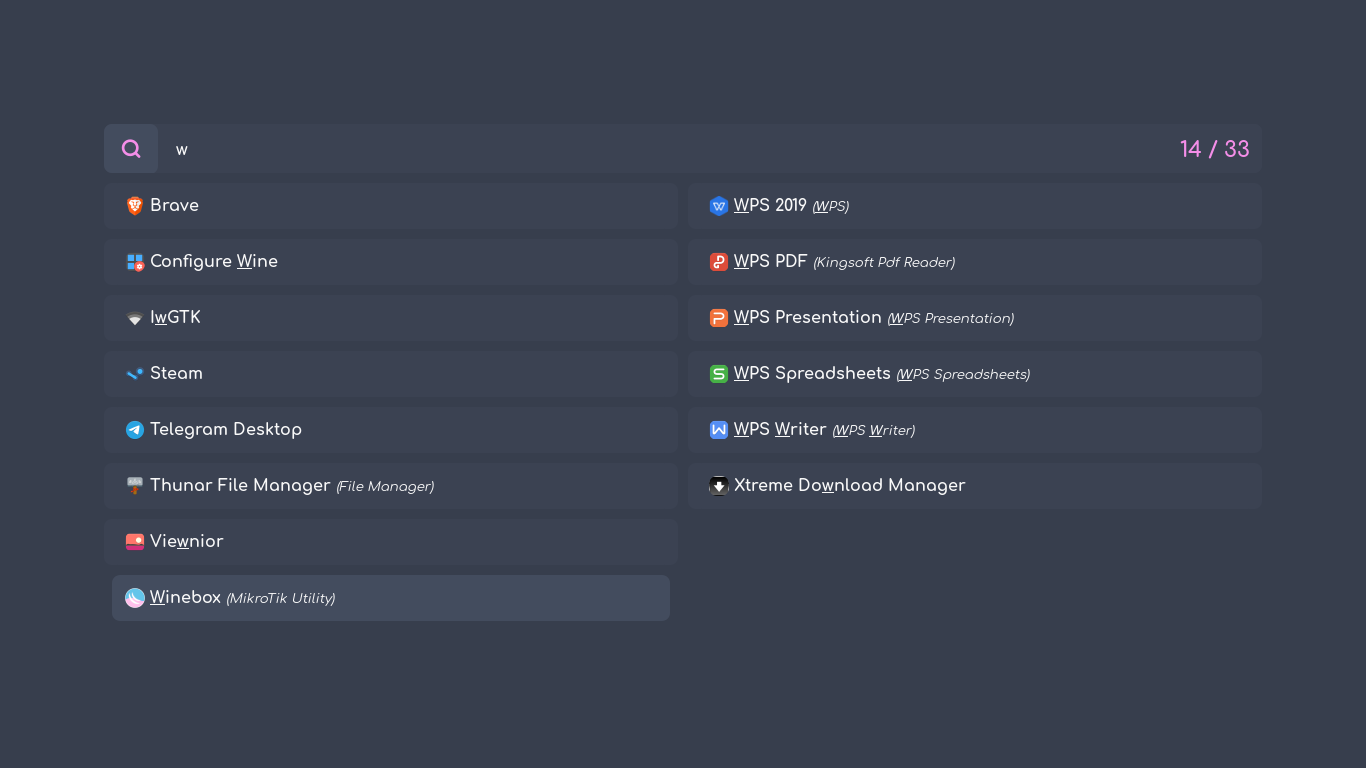 w
14 / 33
Brave
Configure Wine
IwGTK
Steam
Telegram Desktop
Thunar File Manager (File Manager)
Viewnior
Winebox (MikroTik Utility)
WPS 2019 (WPS)
WPS PDF (Kingsoft Pdf Reader)
WPS Presentation (WPS Presentation)
WPS Spreadsheets (WPS Spreadsheets)
WPS Writer (WPS Writer)
Xtreme Download Manager